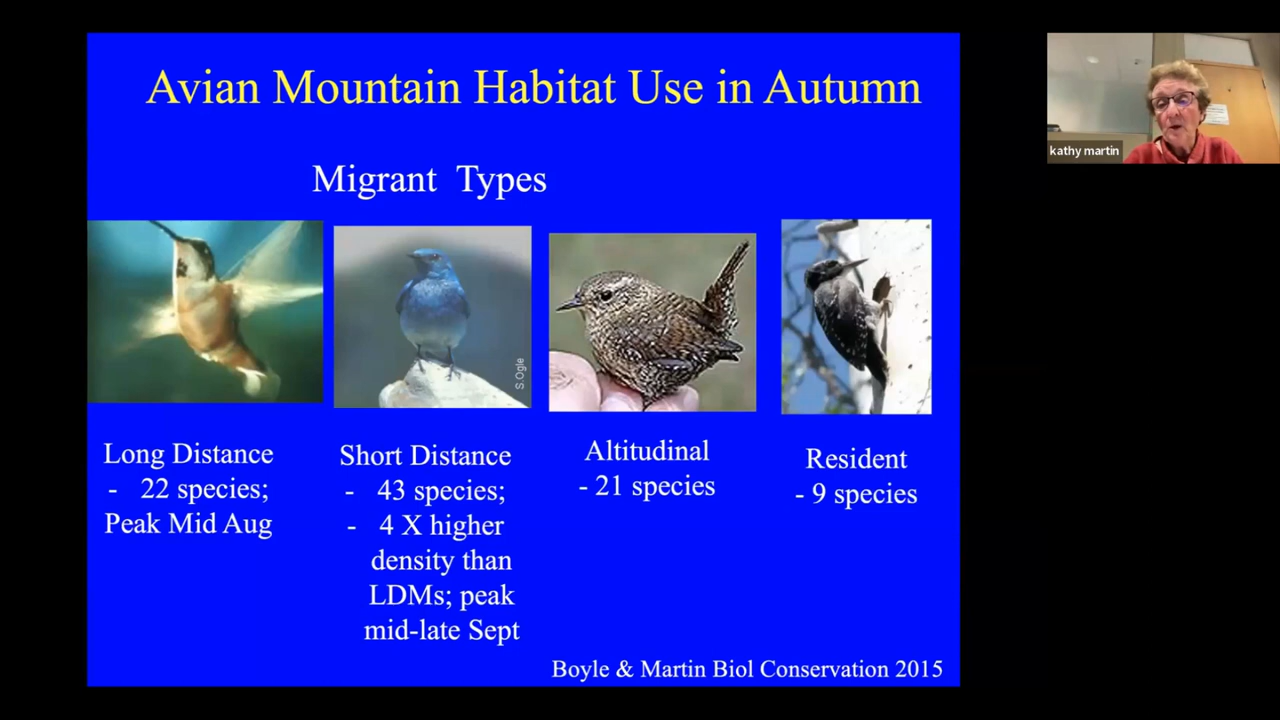 Avian Mountain Habitat Use in Autumn
Migrant Types
S.Ogle
Long Distance
- 22 species;
Peak Mid Aug
Short Distance
- 43 species;
- 4 X higher
density than
LDMs; peak
mid-late Sept
Altitudinal
- 21 species
Resident
- 9 species
Boyle & Martin Biol Conservation 2015
kathy martin